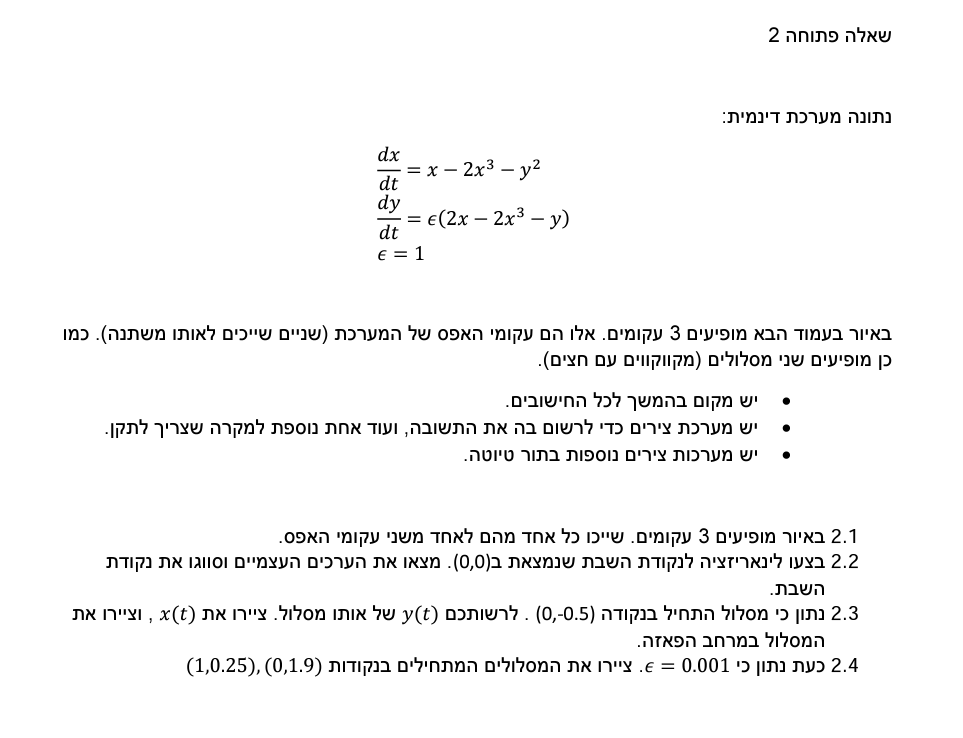 שאלה פתוחה 2
נתונה מערכת דינמית:
dx/dt = x − 2x³ − y²
dy/dt = ϵ(2x − 2x³ − y)
ϵ = 1
באיור בעמוד הבא מופיעים 3 עקומים. אלו הם עקומי האפס של המערכת (שניים שייכים לאותו משתנה). כמו
כן מופיעים שני מסלולים (מקווקווים עם חצים).
• יש מקום בהמשך לכל החישובים.
• יש מערכת צירים כדי לרשום בה את התשובה, ועוד אחת נוספת למקרה שצריך לתקן.
• יש מערכות צירים נוספות בתור טיוטה.
2.1 באיור מופיעים 3 עקומים. שייכו כל אחד מהם לאחד משני עקומי האפס.
2.2 בצעו לינאריזציה לנקודת השבת שנמצאת ב(0,0). מצאו את הערכים העצמיים וסווגו את נקודת
השבת.
2.3 נתון כי מסלול התחיל בנקודה (0,-0.5) . לרשותכם y(t) של אותו מסלול. ציירו את x(t) , וציירו את
המסלול במרחב הפאזה.
2.4 כעת נתון כי ϵ = 0.001. ציירו את המסלולים המתחילים בנקודות (1,0.25), (0,1.9)